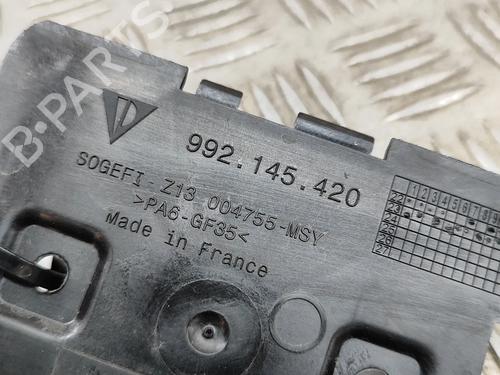 992.145.420
SOGEFI-Z13 004755-MSY
>PA6-GF35<
Made in France
B-PARTS